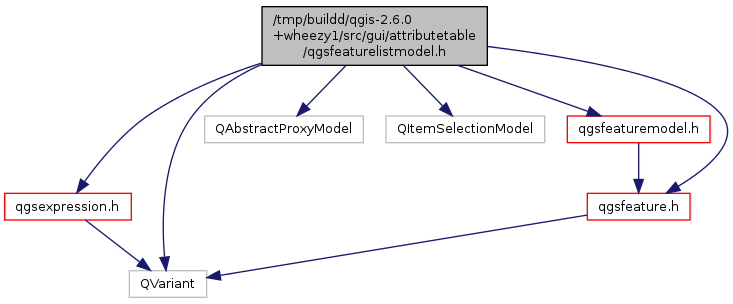 /tmp/buildd/qgis-2.6.0
+wheezy1/src/gui/attributetable
/qgsfeaturelistmodel.h
QAbstractProxyModel
QItemSelectionModel
qgsfeaturemodel.h
qgsexpression.h
qgsfeature.h
QVariant